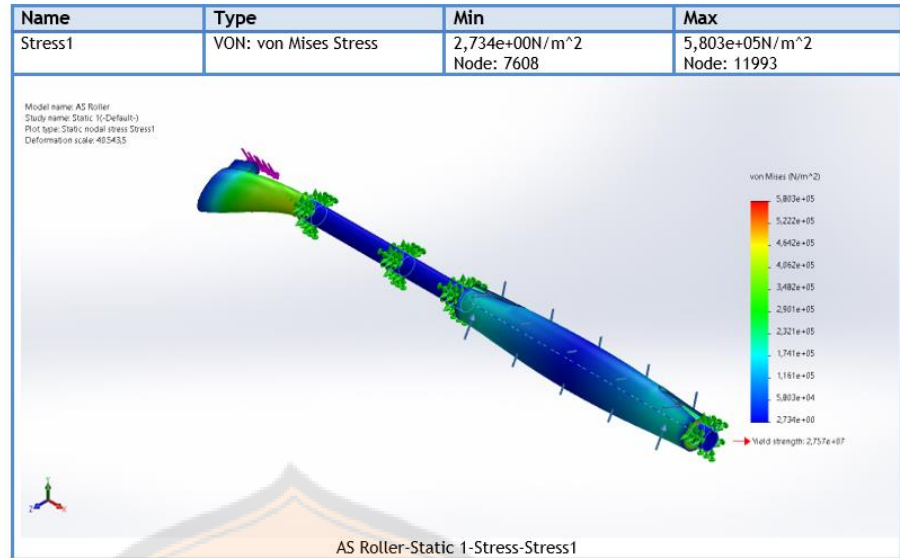 Name Type Min Max
Stress1 VON: von Mises Stress 2,734e+00N/m^2 5,803e+05N/m^2
Node: 7608 Node: 11993
Model name: AS Roller
Study name: Static 1(-Default-)
Plot type: Static nodal stress Stress1
Deformation scale: 40.543,5
von Mises (N/m^2)
5,803e+05
5,222e+05
4,642e+05
4,062e+05
3,482e+05
2,901e+05
2,321e+05
1,741e+05
1,161e+05
5,803e+04
2,734e+00
Yield strength: 2,757e+07
Y
Z X
AS Roller-Static 1-Stress-Stress1